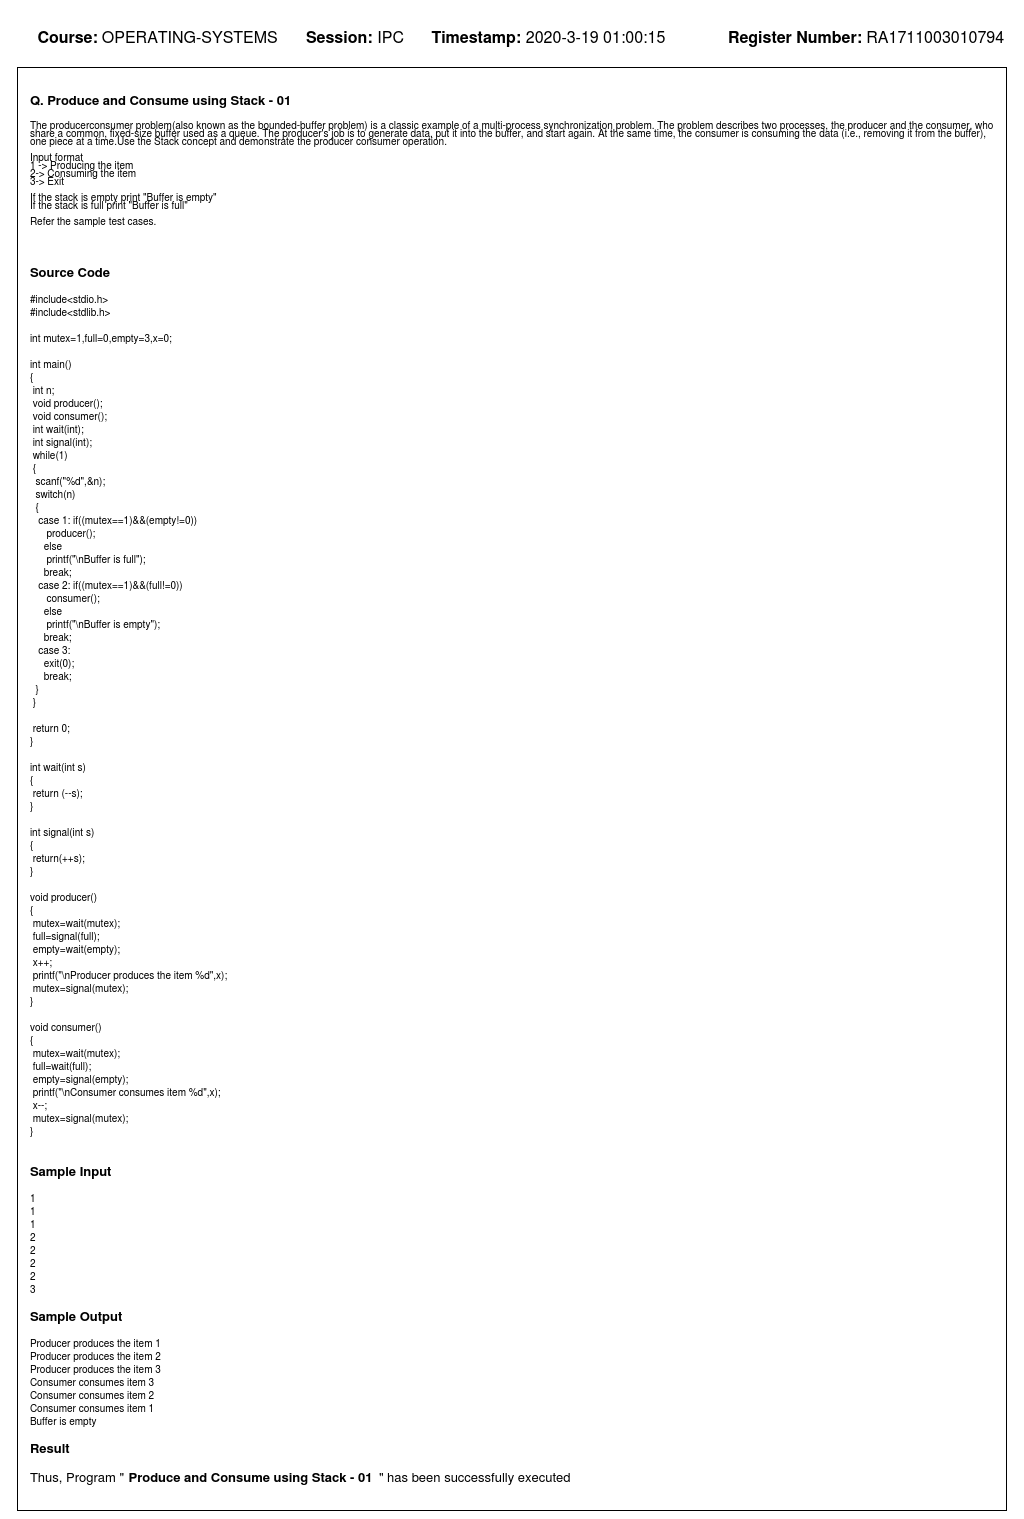 Course: OPERATING-SYSTEMS Session: IPC Timestamp: 2020-3-19 01:00:15 Register Number: RA1711003010794
Q. Produce and Consume using Stack - 01
The producerconsumer problem(also known as the bounded-buffer problem) is a classic example of a multi-process synchronization problem. The problem describes two processes, the producer and the consumer, who
share a common, fixed-size buffer used as a queue. The producer's job is to generate data, put it into the buffer, and start again. At the same time, the consumer is consuming the data (i.e., removing it from the buffer),
one piece at a time.Use the Stack concept and demonstrate the producer consumer operation.
Input format
1 -> Producing the item
2-> Consuming the item
3-> Exit
If the stack is empty print "Buffer is empty"
If the stack is full print "Buffer is full"
Refer the sample test cases.
Source Code
#include<stdio.h>
#include<stdlib.h>
int mutex=1,full=0,empty=3,x=0;
int main()
{
int n;
void producer();
void consumer();
int wait(int);
int signal(int);
while(1)
{
scanf("%d",&n);
switch(n)
{
case 1: if((mutex==1)&&(empty!=0))
producer();
else
printf("\nBuffer is full");
break;
case 2: if((mutex==1)&&(full!=0))
consumer();
else
printf("\nBuffer is empty");
break;
case 3:
exit(0);
break;
}
}
return 0;
}
int wait(int s)
{
return (--s);
}
int signal(int s)
{
return(++s);
}
void producer()
{
mutex=wait(mutex);
full=signal(full);
empty=wait(empty);
x++;
printf("\nProducer produces the item %d",x);
mutex=signal(mutex);
}
void consumer()
{
mutex=wait(mutex);
full=wait(full);
empty=signal(empty);
printf("\nConsumer consumes item %d",x);
x--;
mutex=signal(mutex);
}
Sample Input
1
1
1
2
2
2
2
3
Sample Output
Producer produces the item 1
Producer produces the item 2
Producer produces the item 3
Consumer consumes item 3
Consumer consumes item 2
Consumer consumes item 1
Buffer is empty
Result
Thus, Program " Produce and Consume using Stack - 01 " has been successfully executed